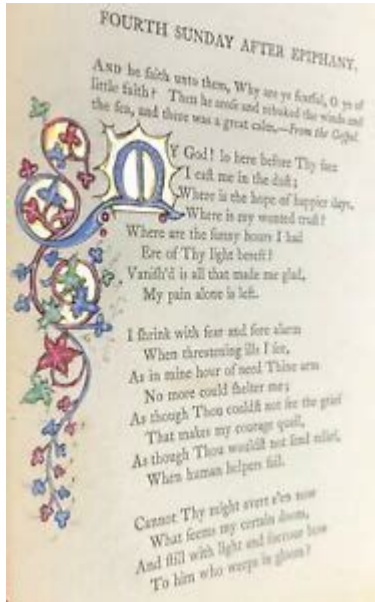 FOURTH SUNDAY AFTER EPIPHANY.
AND he ſaith unto them, Why are ye fearful, O ye of
little faith? Then he aroſe and rebuked the winds and
the ſea, and there was a great calm.—From the Goſpel.
MY God! lo here before Thy face
I caſt me in the duſt;
Where is the hope of happier days,
Where is my wonted truſt?
Where are the ſunny hours I had
Ere of Thy light bereft?
Vaniſh'd is all that made me glad,
My pain alone is left.
I ſhrink with fear and ſore alarm
When threatening ills I ſee,
As in mine hour of need Thine arm
No more could ſhelter me;
As though Thou couldſt not ſee the grief
That makes my courage quail,
As though Thou wouldſt not ſend relief,
When human helpers fail.
Cannot Thy might avert e'en now
What ſeems my certain doom,
And ſtill with light and ſuccour bow
To him who weeps in gloom?